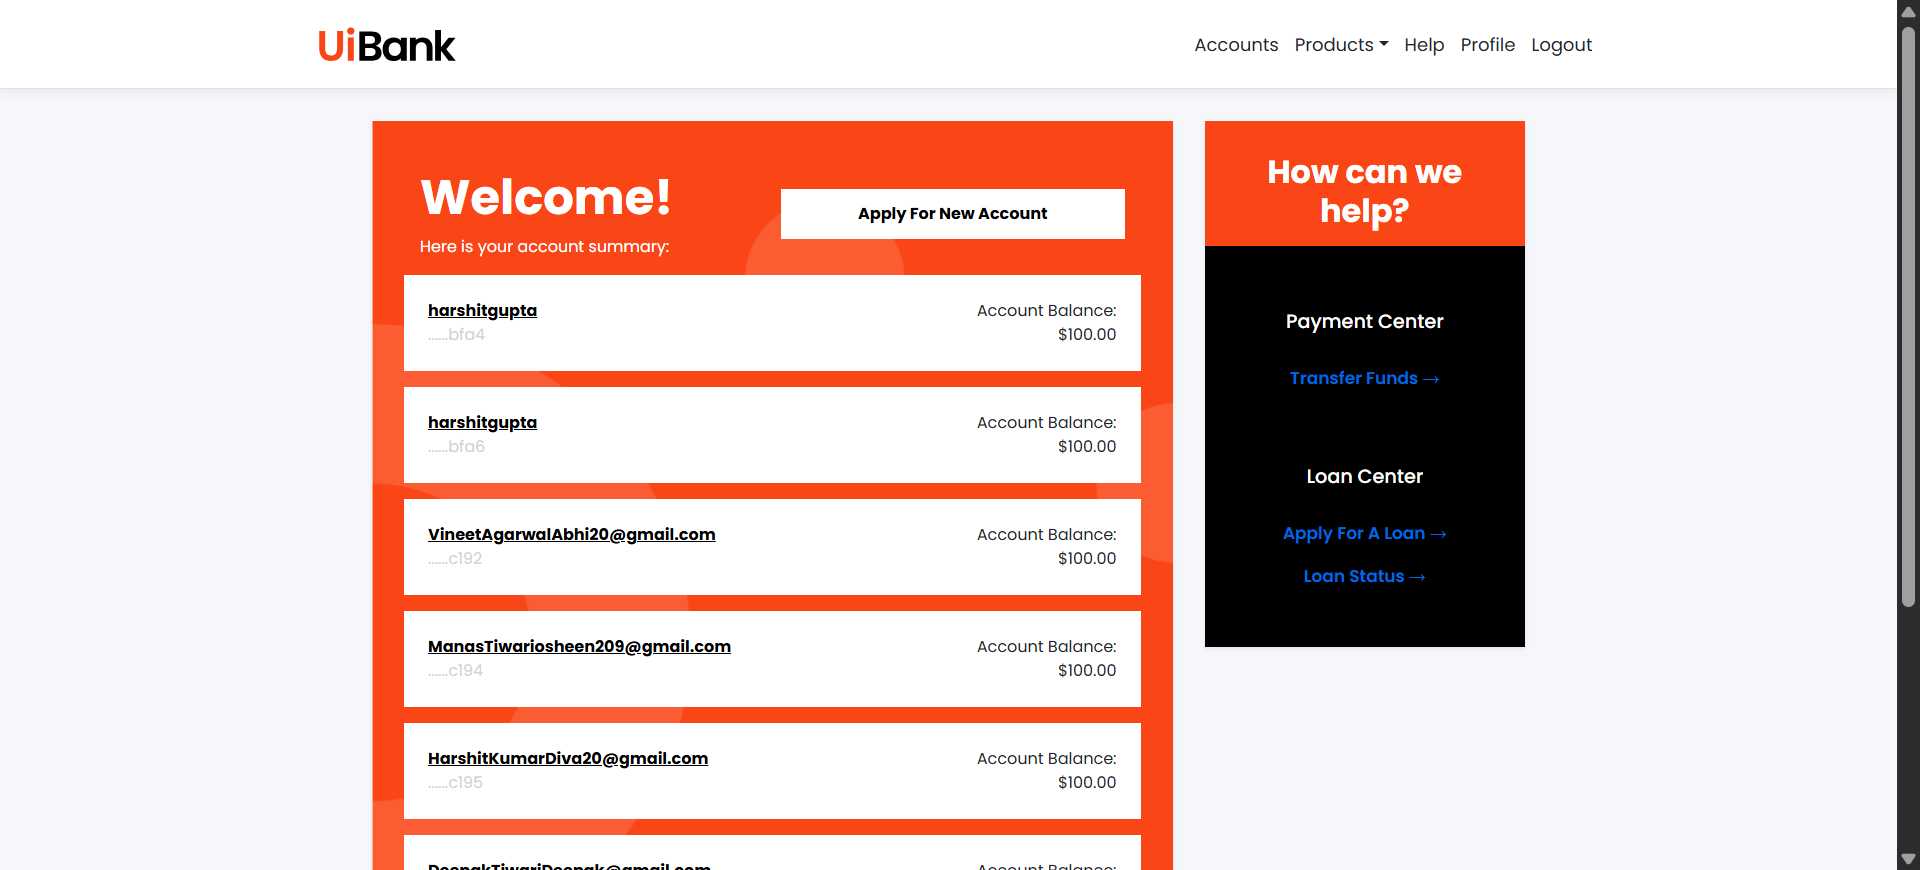 UiBank
Accounts Products Help Profile Logout
Welcome!
Here is your account summary:
Apply For New Account
harshitgupta
......bfa4
Account Balance:
$100.00
harshitgupta
......bfa6
Account Balance:
$100.00
VineetAgarwalAbhi20@gmail.com
......c192
Account Balance:
$100.00
ManasTiwariosheen209@gmail.com
......c194
Account Balance:
$100.00
HarshitKumarDiva20@gmail.com
......c195
Account Balance:
$100.00
DeepakTiwariDeepak@gmail.com
Account Balance:
How can we
help?
Payment Center
Transfer Funds →
Loan Center
Apply For A Loan →
Loan Status →